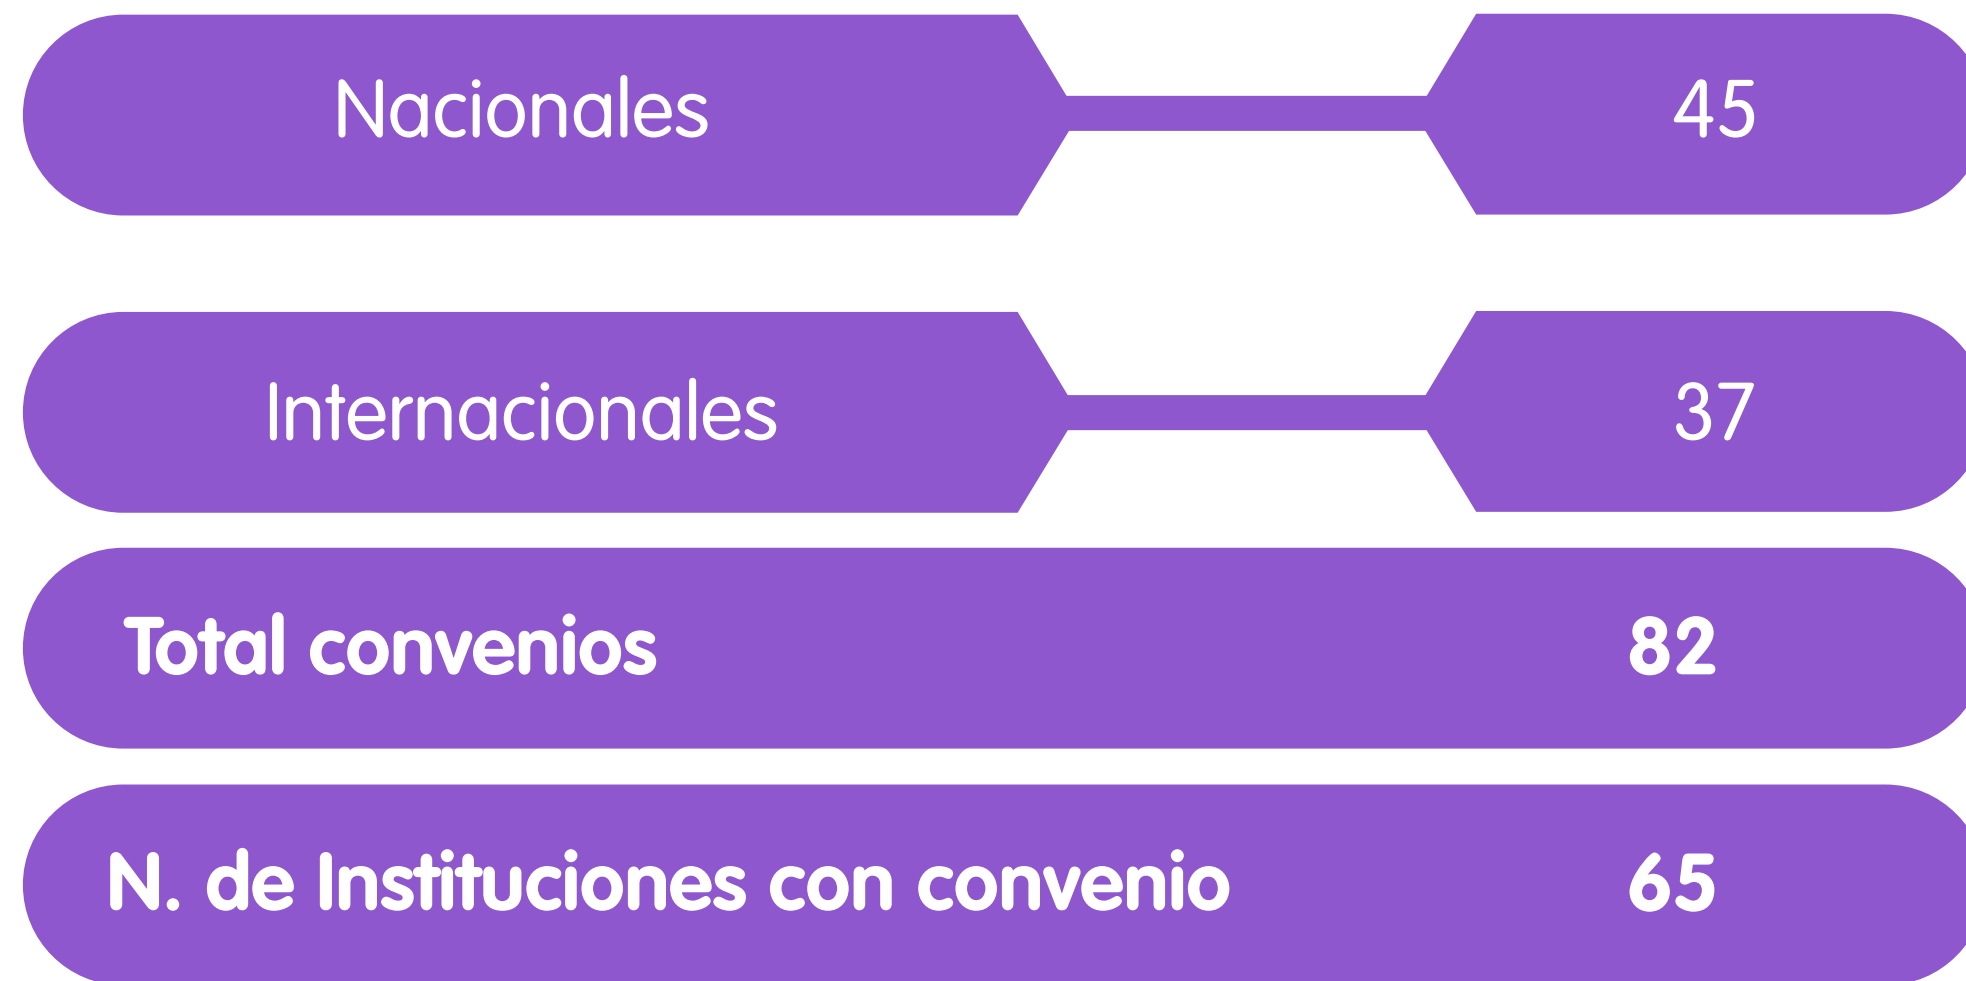 Nacionales 45
Internacionales 37
Total convenios 82
N. de Instituciones con convenio 65